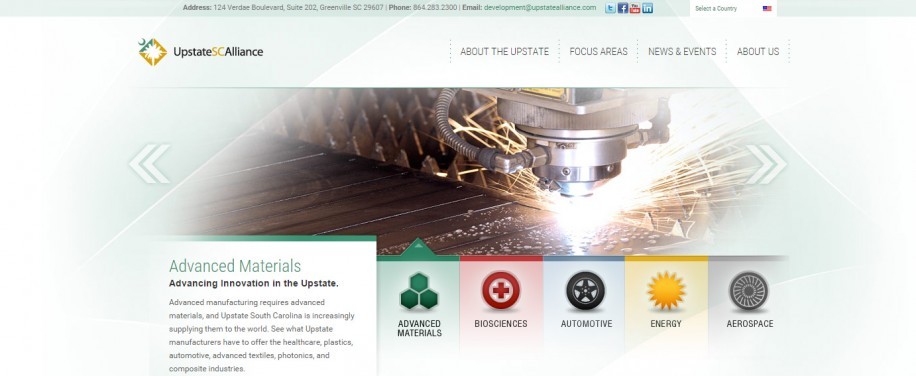 Address: 124 Verdae Boulevard, Suite 202, Greenville SC 29607 | Phone: 864.283.2300 | Email: development@upstatealliance.com
Select a Country
UpstateSCAlliance
ABOUT THE UPSTATE
FOCUS AREAS
NEWS & EVENTS
ABOUT US
Advanced Materials
Advancing Innovation in the Upstate.
Advanced manufacturing requires advanced
materials, and Upstate South Carolina is increasingly
supplying them to the world. See what Upstate
manufacturers have to offer the healthcare, plastics,
automotive, advanced textiles, photonics, and
composite industries.
ADVANCED
MATERIALS
BIOSCIENCES
AUTOMOTIVE
ENERGY
AEROSPACE